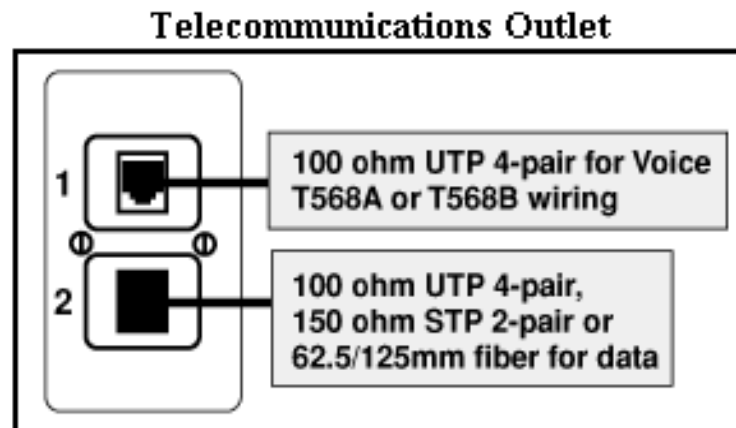 Telecommunications Outlet
1
100 ohm UTP 4-pair for Voice
T568A or T568B wiring
2
100 ohm UTP 4-pair,
150 ohm STP 2-pair or
62.5/125mm fiber for data